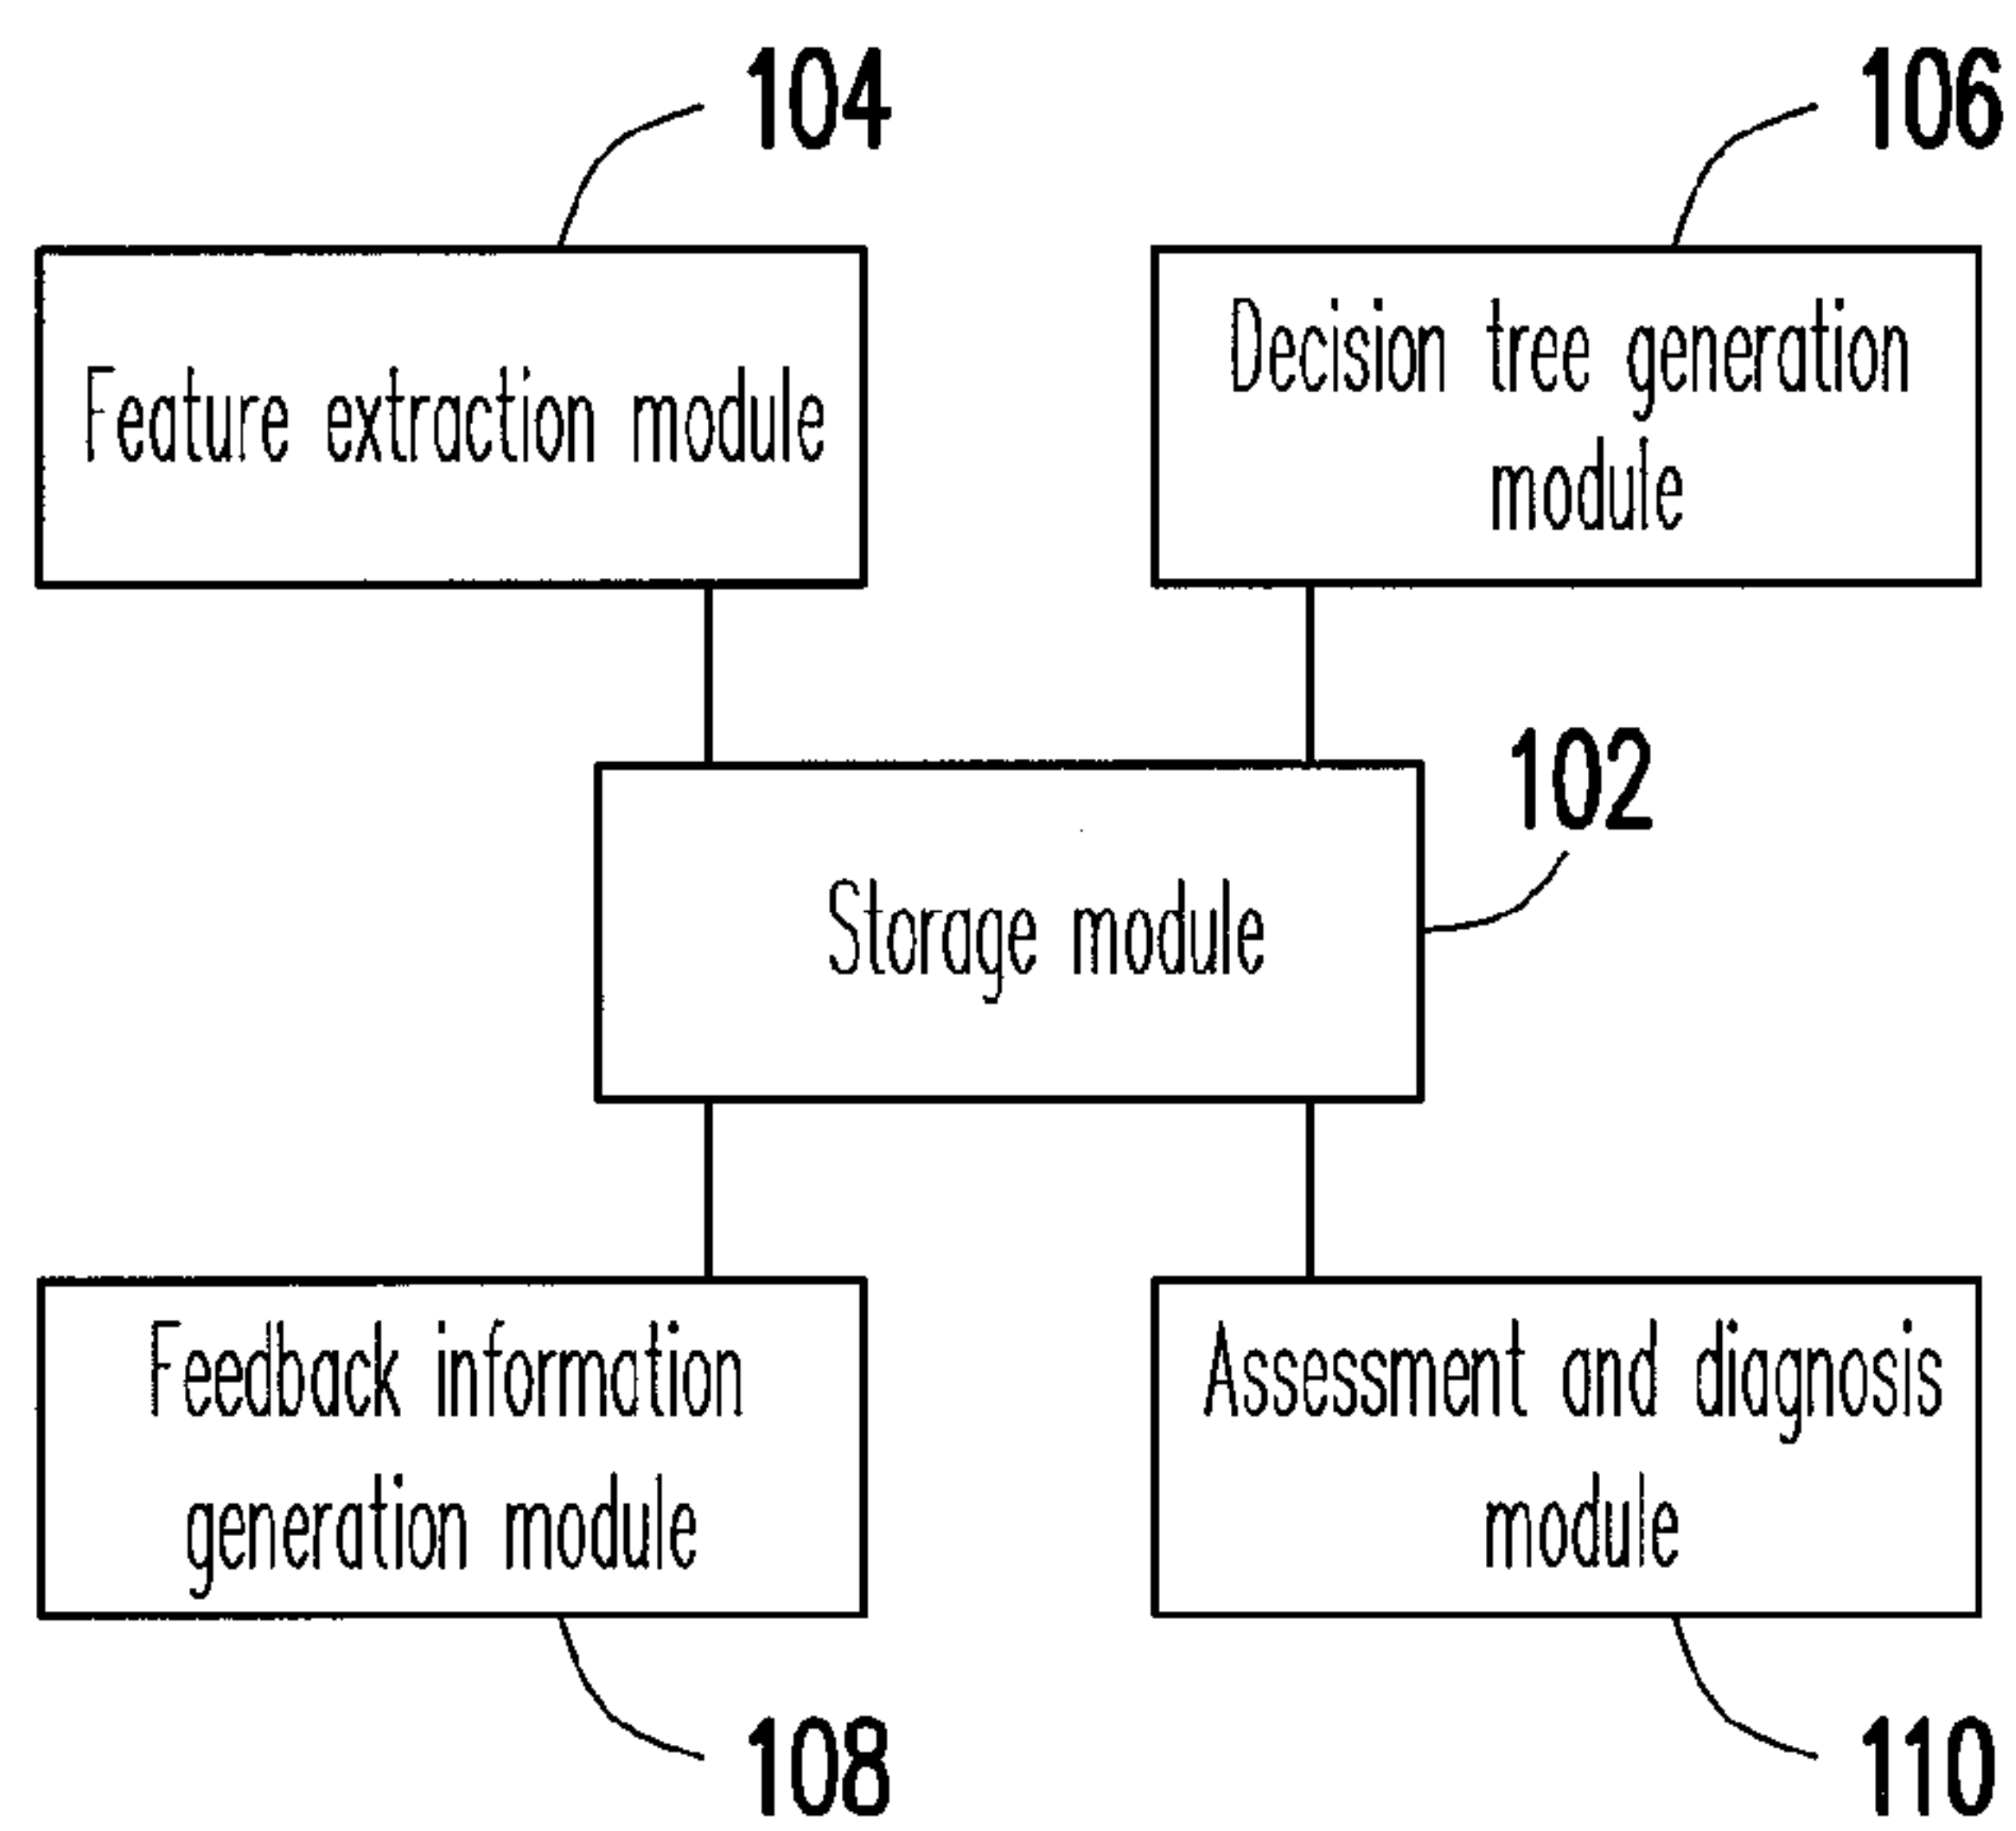 104
106
Feature extraction module
Decision tree generation
module
102
Storage module
Feedback information
generation module
Assessment and diagnosis
module
108
110